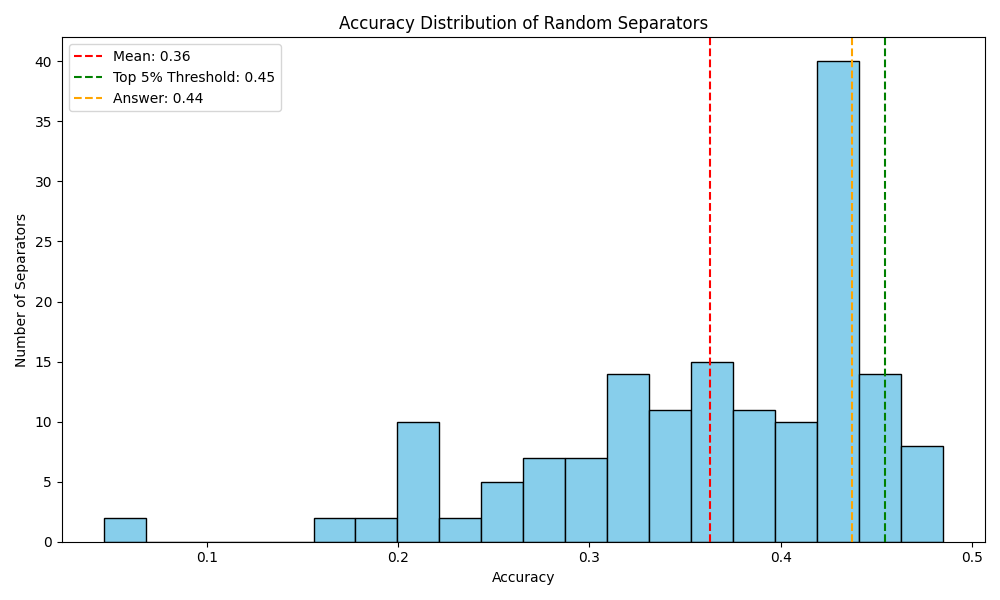 Accuracy Distribution of Random Separators
Mean: 0.36
Top 5% Threshold: 0.45
Answer: 0.44
Number of Separators
40
35
30
25
20
15
10
5
0
0.1
0.2
0.3
0.4
0.5
Accuracy